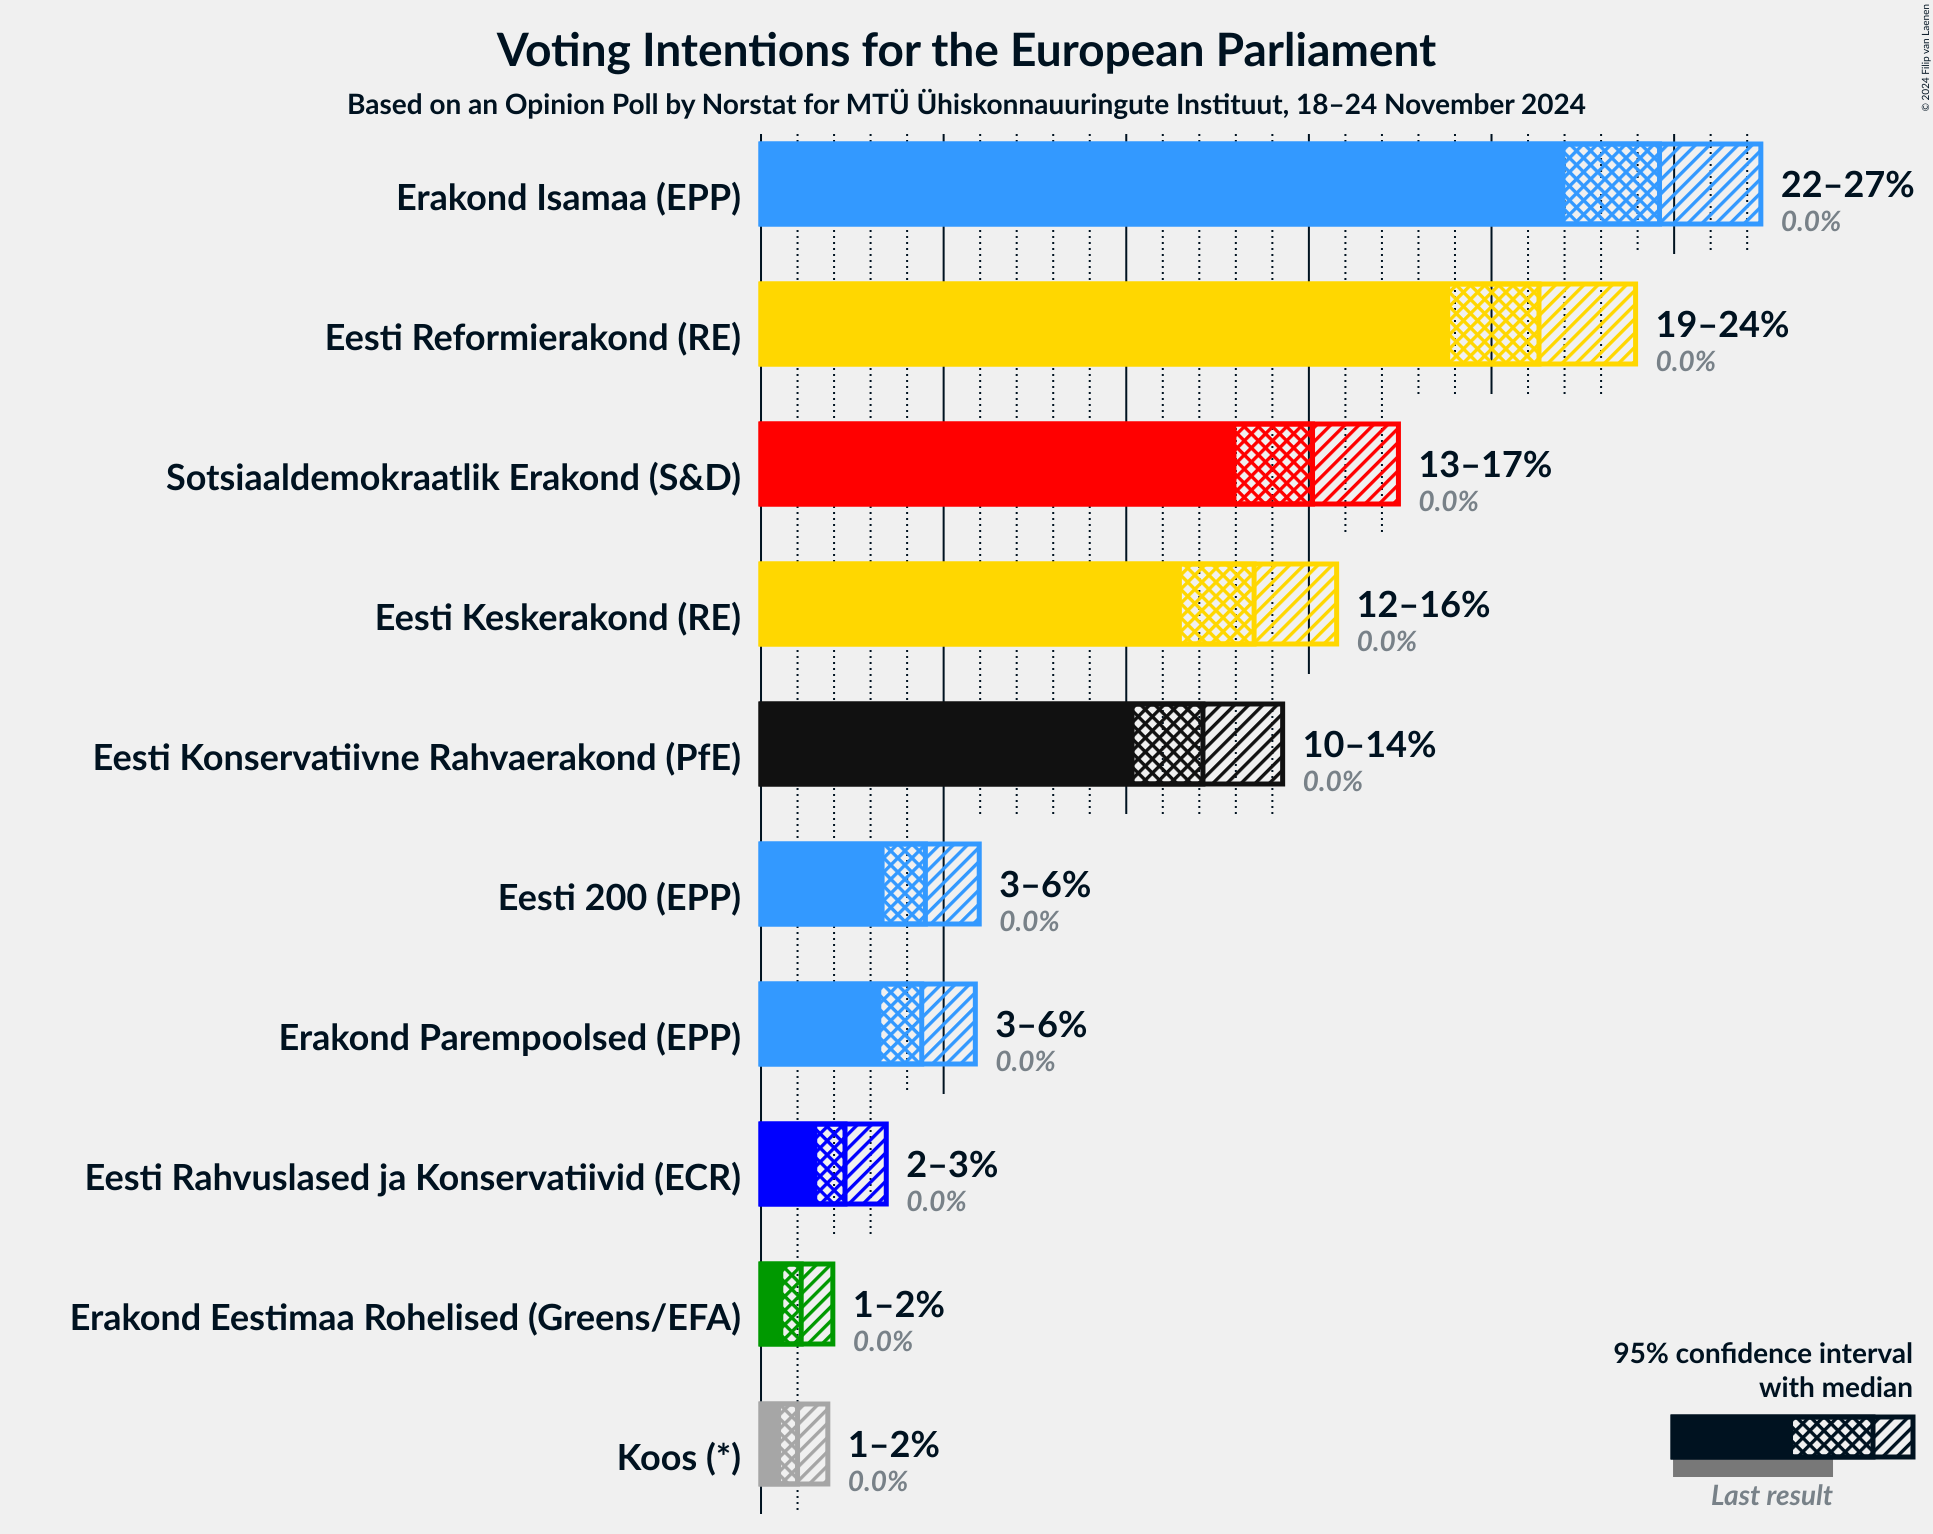 Voting Intentions for the European Parliament
Based on an Opinion Poll by Norstat for MTÜ Ühiskonnauuringute Instituut, 18–24 November 2024
© 2024 Filip van Laenen
Erakond Isamaa (EPP)
22–27%
0.0%
Eesti Reformierakond (RE)
19–24%
0.0%
Sotsiaaldemokraatlik Erakond (S&D)
13–17%
0.0%
Eesti Keskerakond (RE)
12–16%
0.0%
Eesti Konservatiivne Rahvaerakond (PfE)
10–14%
0.0%
Eesti 200 (EPP)
3–6%
0.0%
Erakond Parempoolsed (EPP)
3–6%
0.0%
Eesti Rahvuslased ja Konservatiivid (ECR)
2–3%
0.0%
Erakond Eestimaa Rohelised (Greens/EFA)
1–2%
0.0%
Koos (*)
1–2%
0.0%
95% confidence interval
with median
Last result